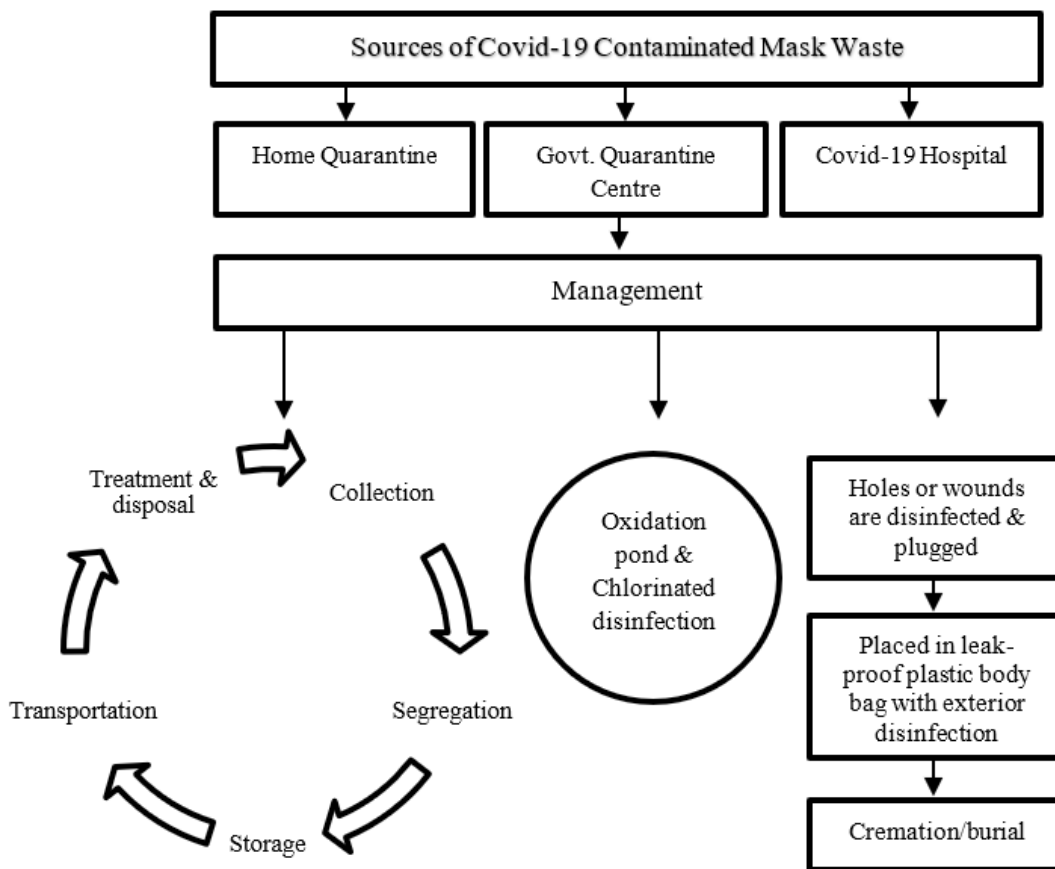 Sources of Covid-19 Contaminated Mask Waste
Home Quarantine
Govt. Quarantine
Centre
Covid-19 Hospital
Management
Treatment &
disposal
Collection
Segregation
Storage
Transportation
Oxidation
pond &
Chlorinated
disinfection
Holes or wounds
are disinfected &
plugged
Placed in leak-
proof plastic body
bag with exterior
disinfection
Cremation/burial